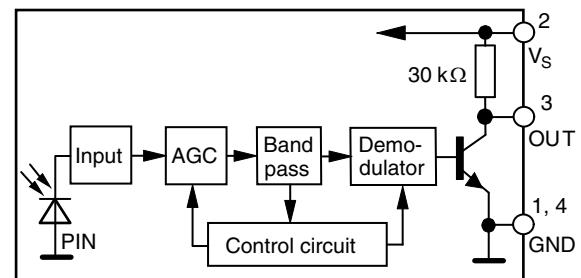 2
V_S
30 kΩ
3
OUT
Input
AGC
Band
pass
Demo-
dulator
1, 4
GND
PIN
Control circuit